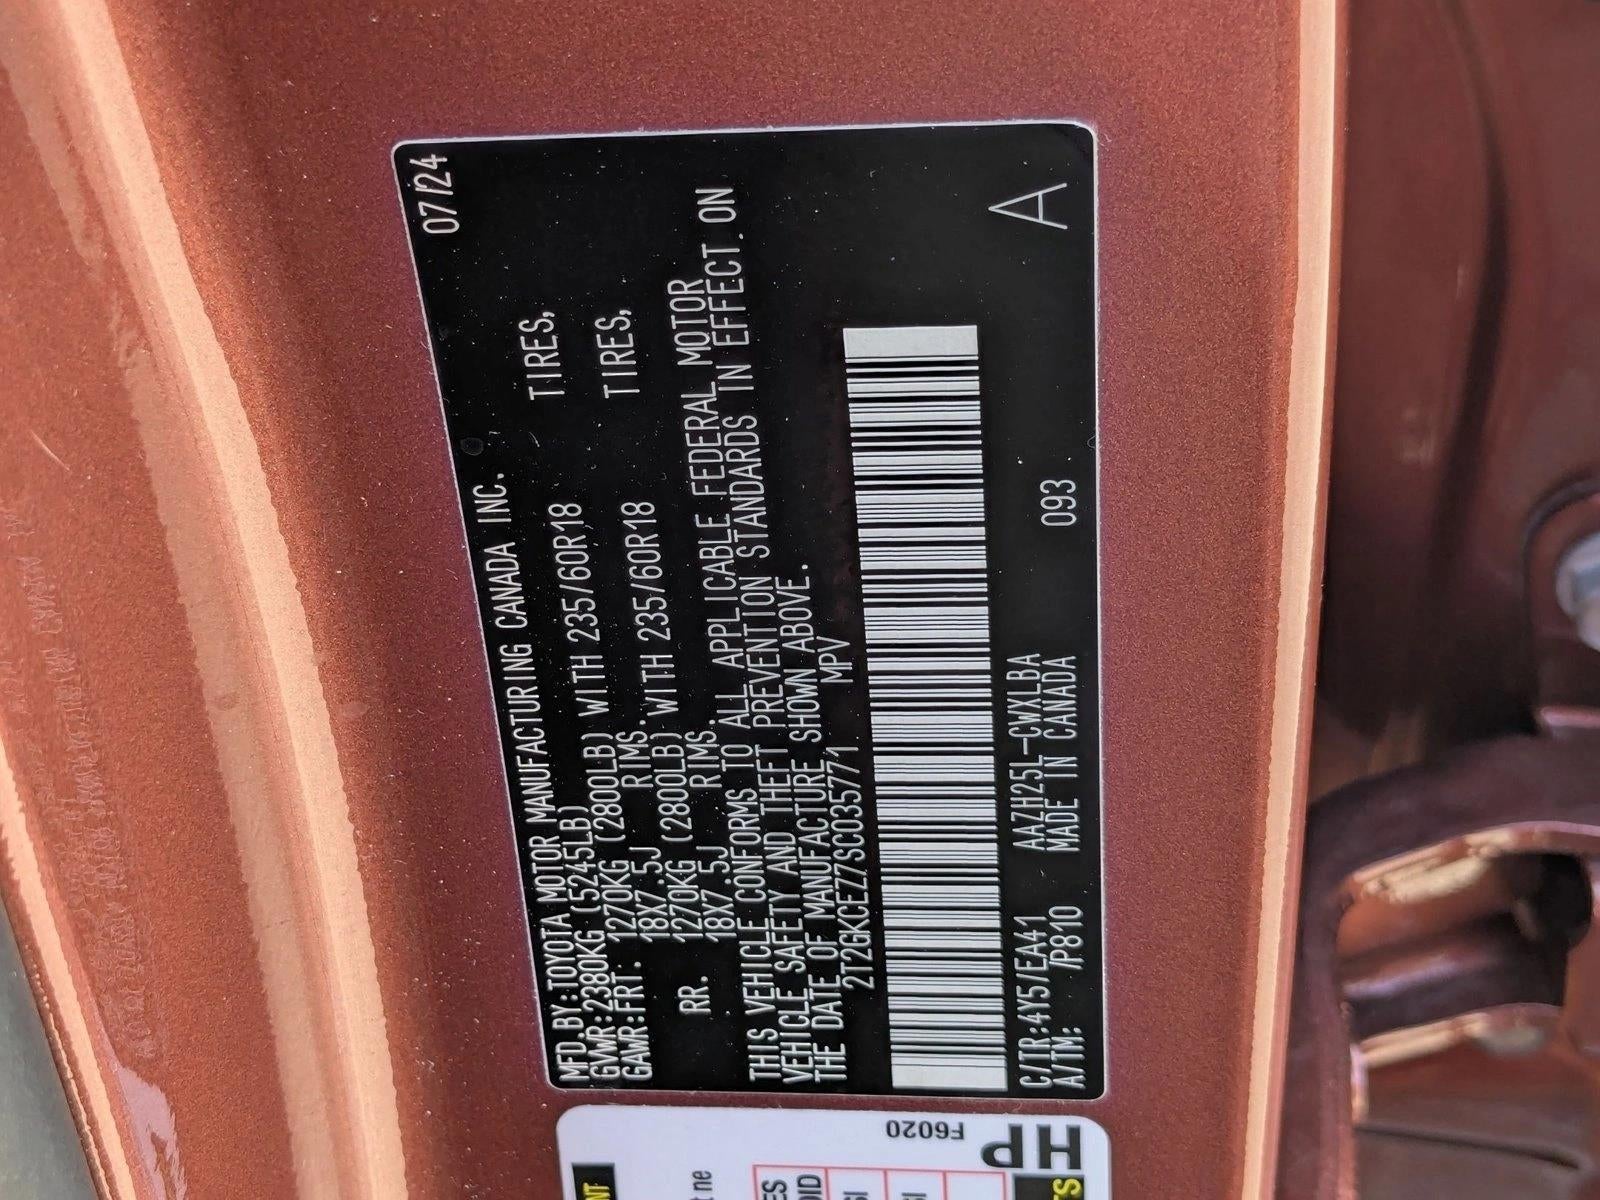 MFD.BY:TOYOTA MOTOR MANUFACTURING CANADA INC. 07/24
GVWR:2380KG (5245LB)
GAWR:FRT. 1270KG (2800LB) WITH 235/60R18 TIRES,
18X7.5J RIMS.
RR. 1270KG (2800LB) WITH 235/60R18 TIRES,
18X7.5J RIMS.
THIS VEHICLE CONFORMS TO ALL APPLICABLE FEDERAL MOTOR
VEHICLE SAFETY AND THEFT PREVENTION STANDARDS IN EFFECT ON
THE DATE OF MANUFACTURE SHOWN ABOVE.
2T2GKCEZ7SC035771 MPV
C/TR:4Y51EA41 AAZH25L-CWXLBA 093 A
A/TM: /P810 MADE IN CANADA
F6020
HP